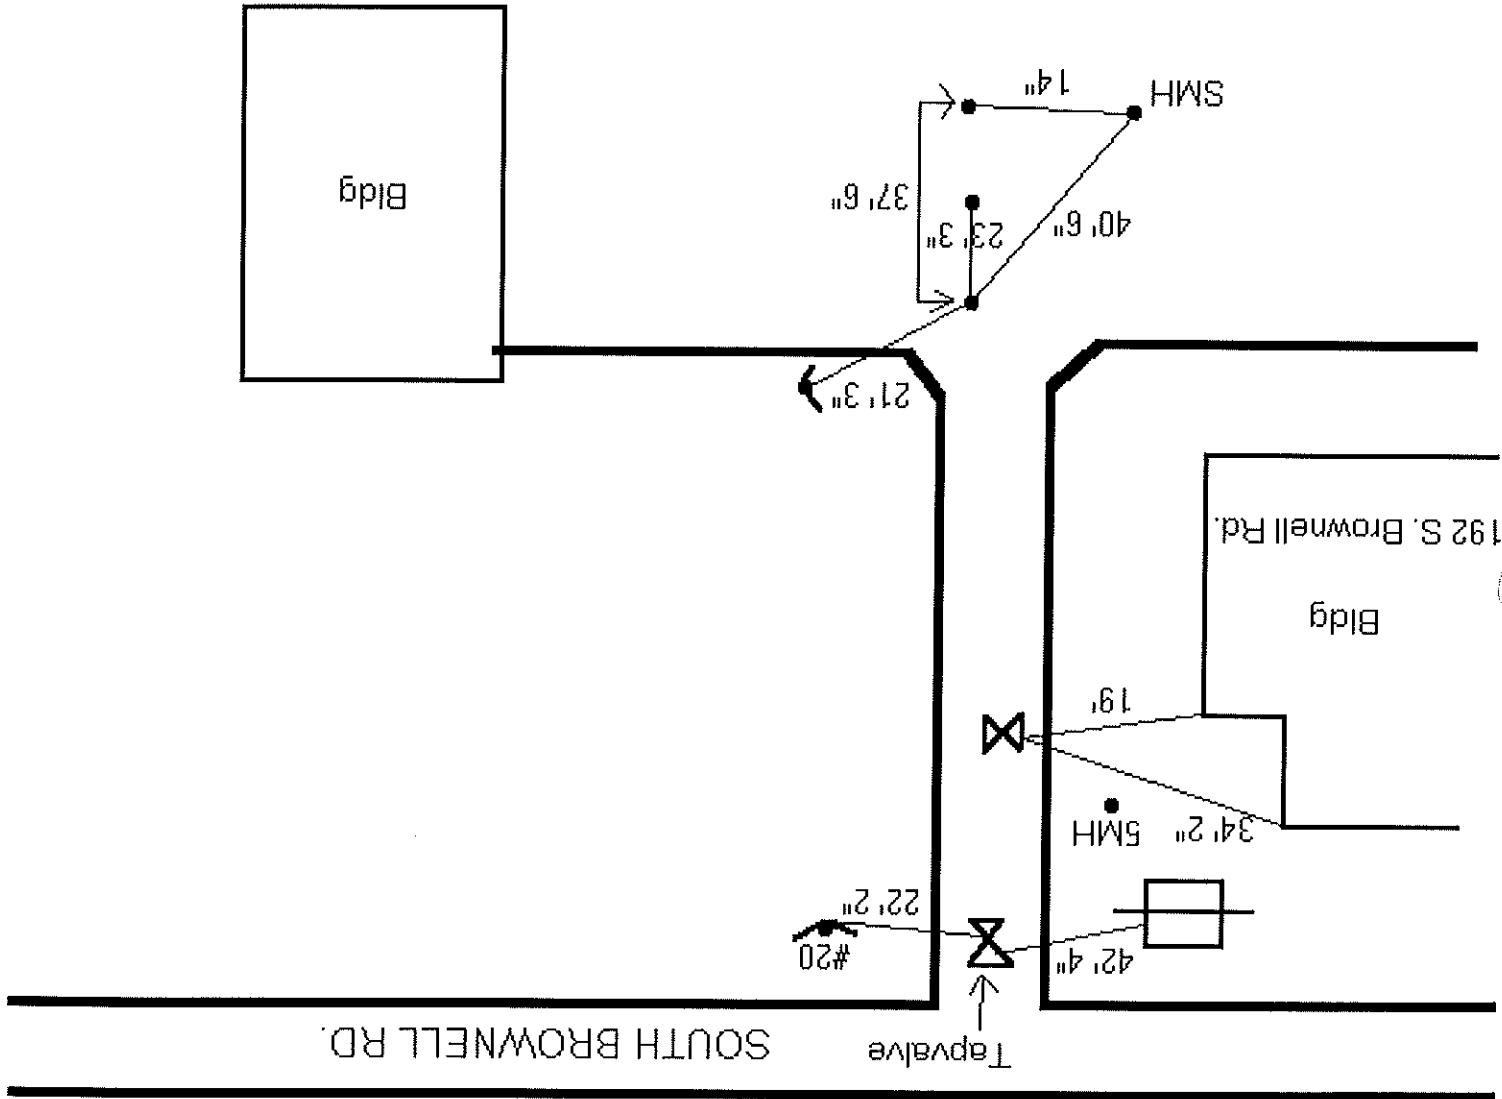 Tapvalve
SOUTH BROWNELL RD.
42' 4"
#20
22' 2"
5MH
34' 2"
19'
Bldg
192 S. Brownell Rd.
21' 3"
23' 3"
40' 6"
37' 6"
Bldg
SMH
14"